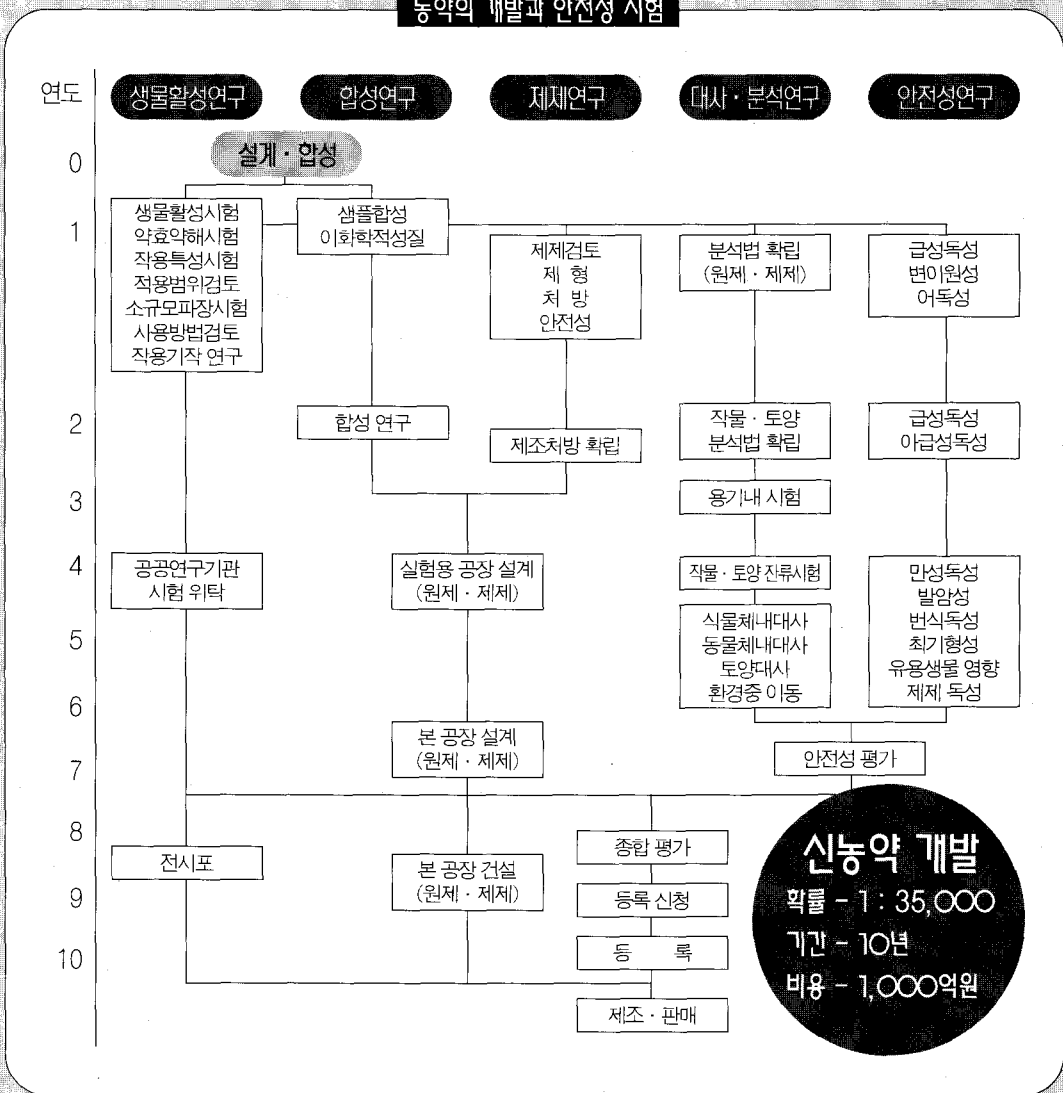 농약의 개발과 안전성 시험
연도
생물활성연구
합성연구
제제연구
대사 · 분석연구
안전성연구
0
설계 · 합성
1
생물활성시험
약효약해시험
작용특성시험
적용범위검토
소규모파장시험
사용방법검토
작용기작 연구
샘플합성
이화학적성질
제제검토
제 형
처 방
안전성
분석법 확립
(원제 · 제제)
급성독성
변이원성
어독성
2
합성 연구
제조처방 확립
작물 · 토양
분석법 확립
급성독성
아급성독성
3
용기내 시험
4
공공연구기관
시험 위탁
실험용 공장 설계
(원제 · 제제)
작물 · 토양 잔류시험
만성독성
발암성
번식독성
최기형성
유용생물 영향
제제 독성
5
식물체내대사
동물체내대사
토양대사
환경중 이동
6
본 공장 설계
(원제 · 제제)
7
안전성 평가
8
전시포
본 공장 건설
(원제 · 제제)
종합 평가
9
등록 신청
10
등 록
제조 · 판매
신농약 개발
확률 - 1 : 35,000
기간 - 10년
비용 - 1,000억원